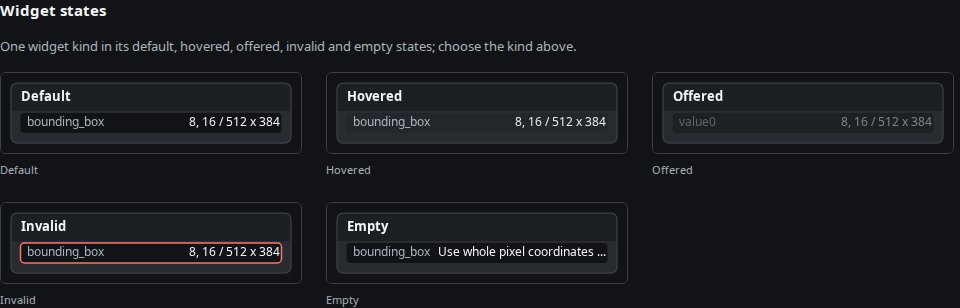 Widget states
One widget kind in its default, hovered, offered, invalid and empty states; choose the kind above.
Default
bounding_box 8, 16 / 512 x 384
Default
Hovered
bounding_box 8, 16 / 512 x 384
Hovered
Offered
value0 8, 16 / 512 x 384
Offered
Invalid
bounding_box 8, 16 / 512 x 384
Invalid
Empty
bounding_box Use whole pixel coordinates ...
Empty